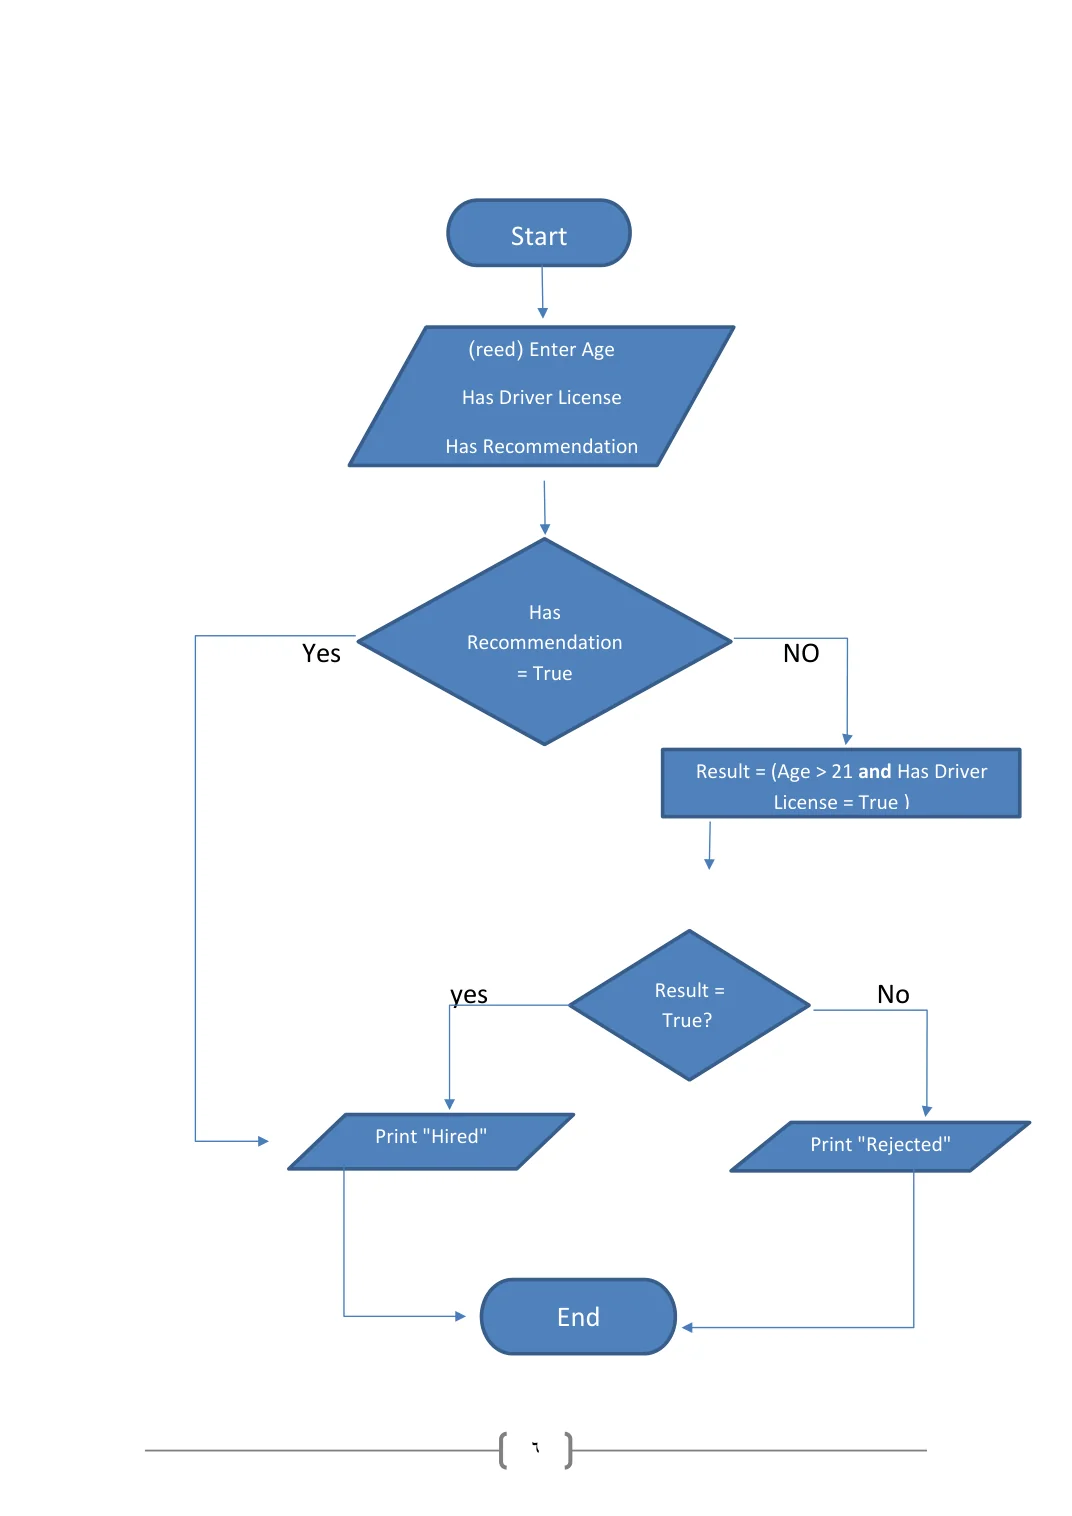 Start
(reed) Enter Age
Has Driver License
Has Recommendation
Has
Recommendation
= True
Yes
NO
Result = (Age > 21 and Has Driver
License = True )
Result =
True?
yes
No
Print "Hired"
Print "Rejected"
End
٦